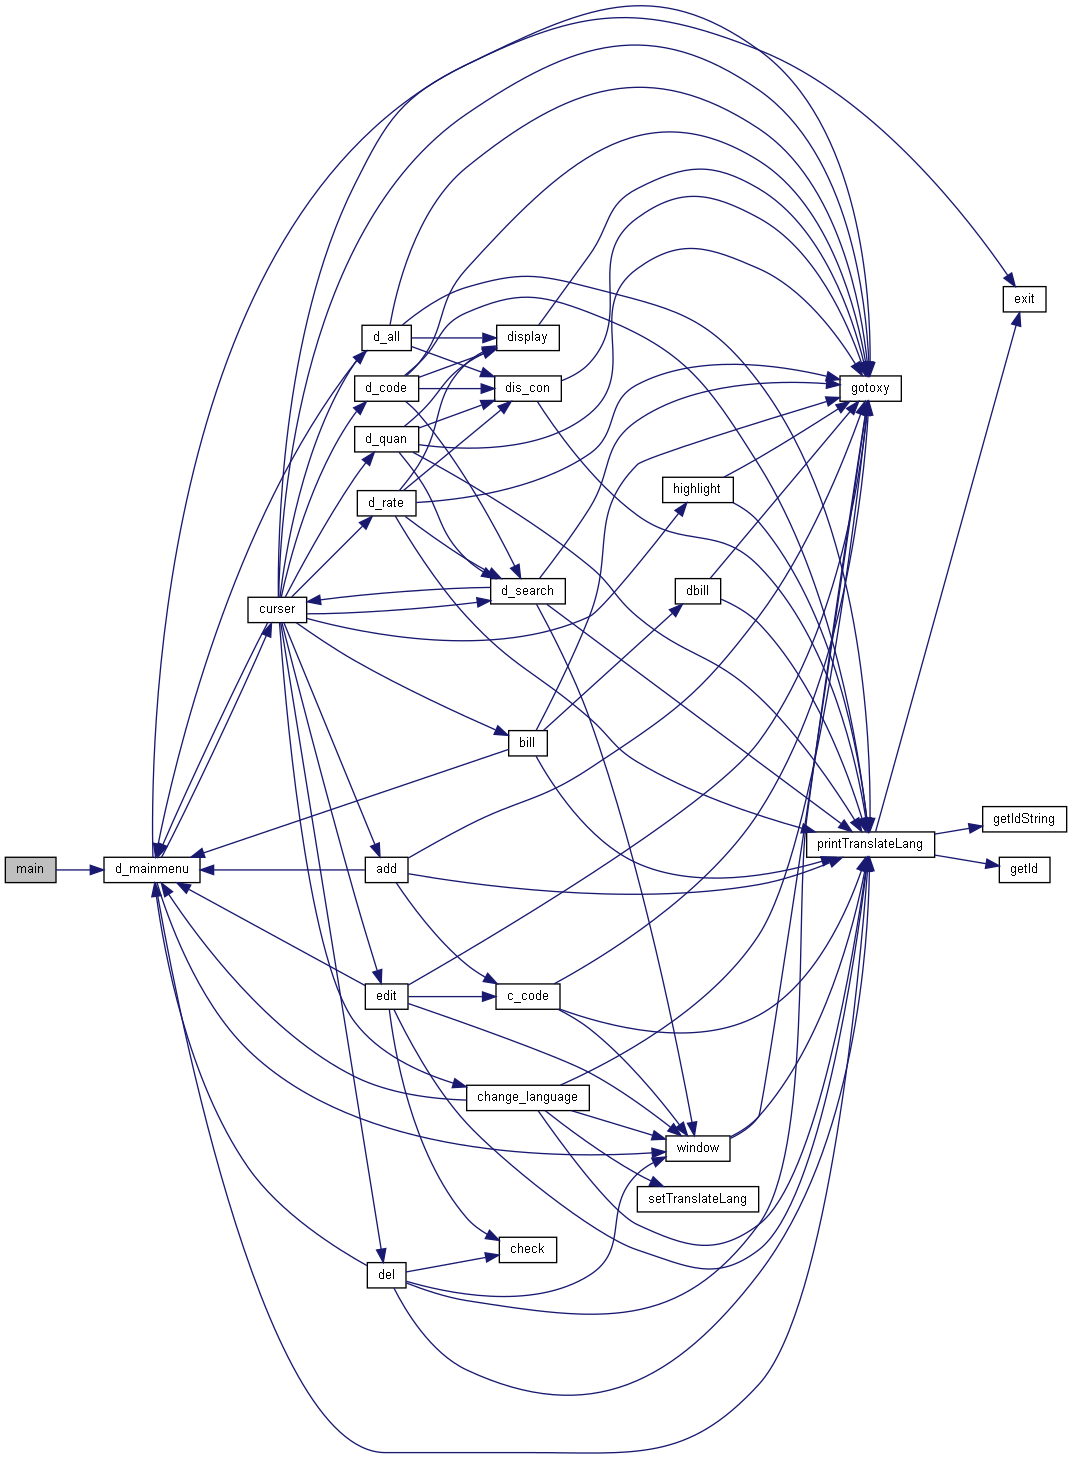 exit
d_all
display
d_code
dis_con
gotoxy
d_quan
highlight
d_rate
d_search
dbill
curser
bill
getIdString
printTranslateLang
main
d_mainmenu
add
getId
edit
c_code
change_language
window
setTranslateLang
check
del